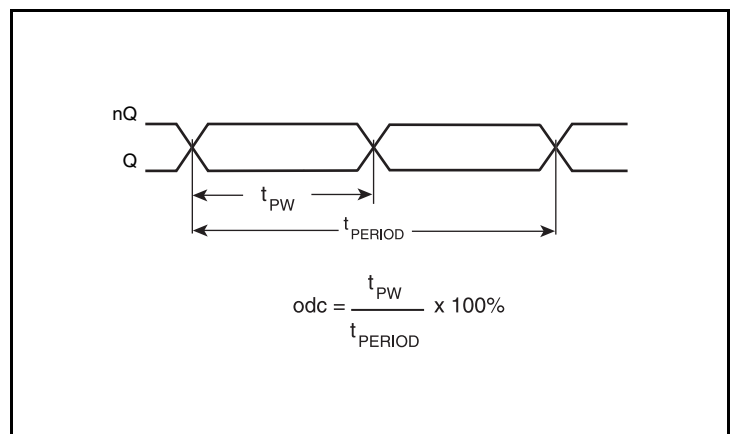 nQ
Q
tPW
tPERIOD
odc = tPW / tPERIOD x 100%